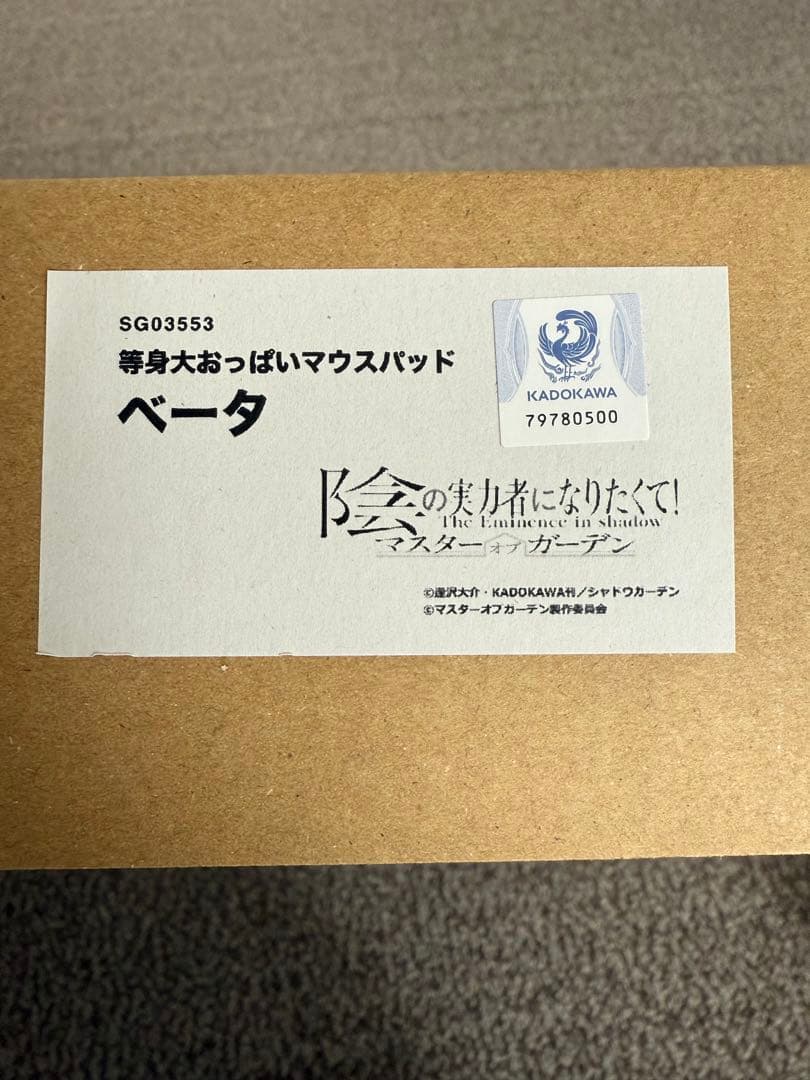 SG03553
等身大おっぱいマウスパッド
ベータ
KADOKAWA
79780500
陰の実力者になりたくて!
The Eminence in shadow
マスターオブガーデン
©逢沢大介・KADOKAWA刊/シャドウガーデン
©マスターオブガーデン製作委員会